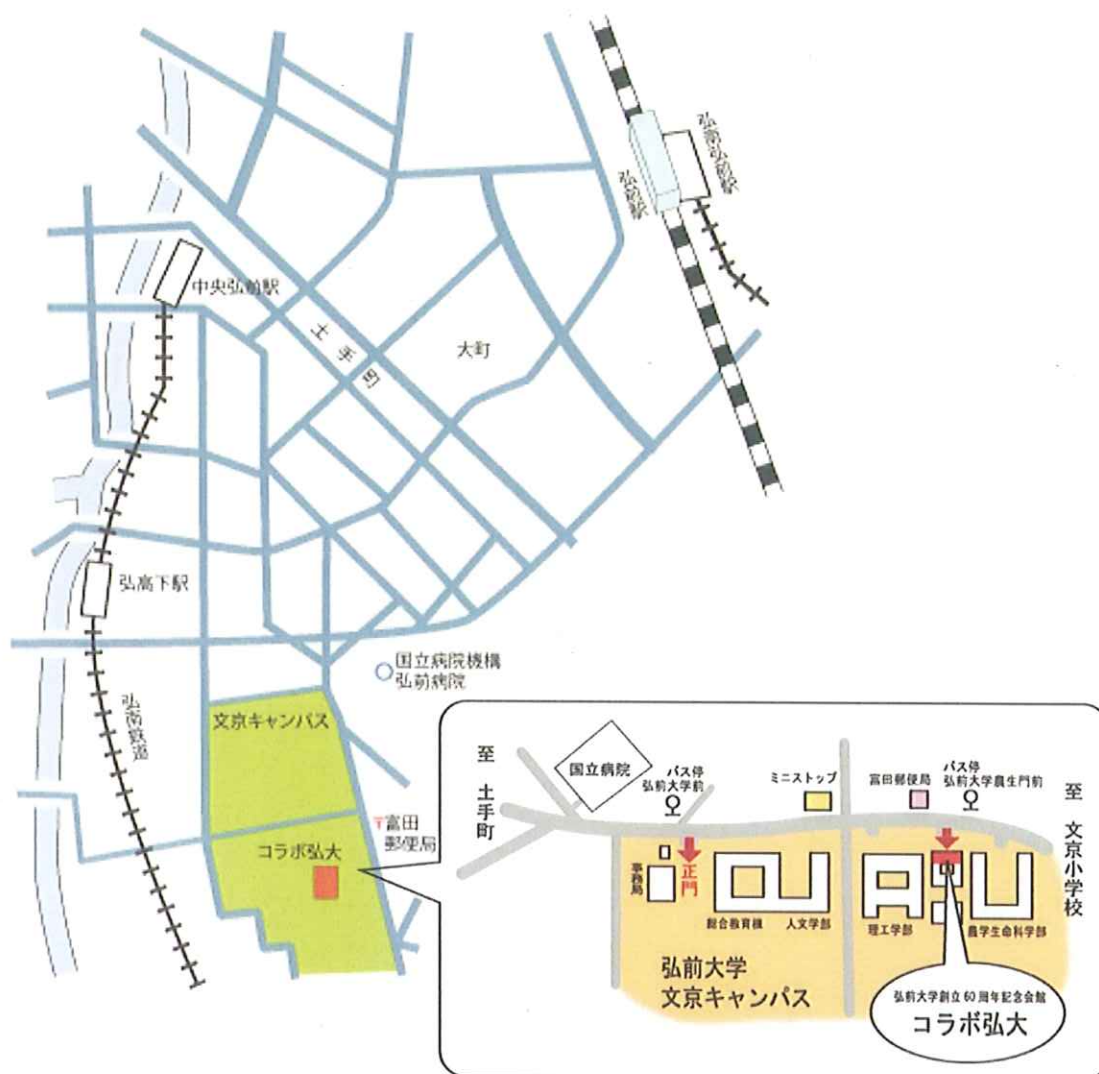 弘南弘前駅
弘前駅
中央弘前駅
土手町
大町
弘高下駅
国立病院機構
弘前病院
弘南鉄道
文京キャンパス
〒富田
郵便局
コラボ弘大
至 土手町
国立病院
バス停
弘前大学前
ミニストップ
富田郵便局
バス停
弘前大学農生門前
至 文京小学校
事務局
正門
総合教育棟
人文学部
理工学部
農学生命科学部
弘前大学
文京キャンパス
弘前大学創立60周年記念会館
コラボ弘大